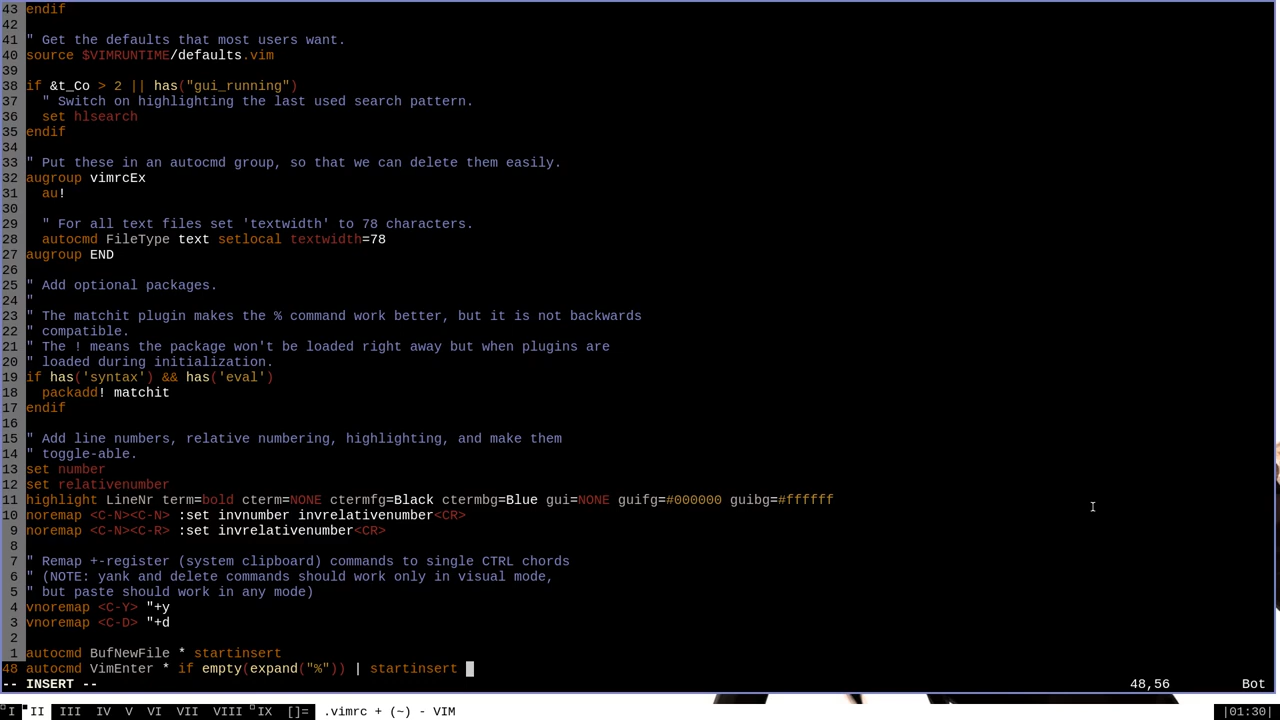 43 endif
42
41 " Get the defaults that most users want.
40 source $VIMRUNTIME/defaults.vim
39
38 if &t_Co > 2 || has("gui_running")
37   " Switch on highlighting the last used search pattern.
36   set hlsearch
35 endif
34
33 " Put these in an autocmd group, so that we can delete them easily.
32 augroup vimrcEx
31   au!
30
29   " For all text files set 'textwidth' to 78 characters.
28   autocmd FileType text setlocal textwidth=78
27 augroup END
26
25 " Add optional packages.
24 "
23 " The matchit plugin makes the % command work better, but it is not backwards
22 " compatible.
21 " The ! means the package won't be loaded right away but when plugins are
20 " loaded during initialization.
19 if has('syntax') && has('eval')
18   packadd! matchit
17 endif
16
15 " Add line numbers, relative numbering, highlighting, and make them
14 " toggle-able.
13 set number
12 set relativenumber
11 highlight LineNr term=bold cterm=NONE ctermfg=Black ctermbg=Blue gui=NONE guifg=#000000 guibg=#ffffff
10 noremap <C-N><C-N> :set invnumber invrelativenumber<CR>
9 noremap <C-N><C-R> :set invrelativenumber<CR>
8
7 " Remap +-register (system clipboard) commands to single CTRL chords
6 " (NOTE: yank and delete commands should work only in visual mode,
5 " but paste should work in any mode)
4 vnoremap <C-Y> "+y
3 vnoremap <C-D> "+d
2
1 autocmd BufNewFile * startinsert
48 autocmd VimEnter * if empty(expand("%")) | startinsert
-- INSERT -- 48,56 Bot
I II III IV V VI VII VIII IX []= .vimrc + (~) - VIM |01:30|